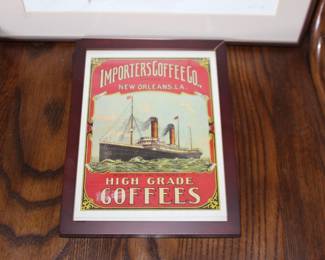 IMPORTERS COFFEE CO.,
NEW ORLEANS, LA.
HIGH GRADE
COFFEES